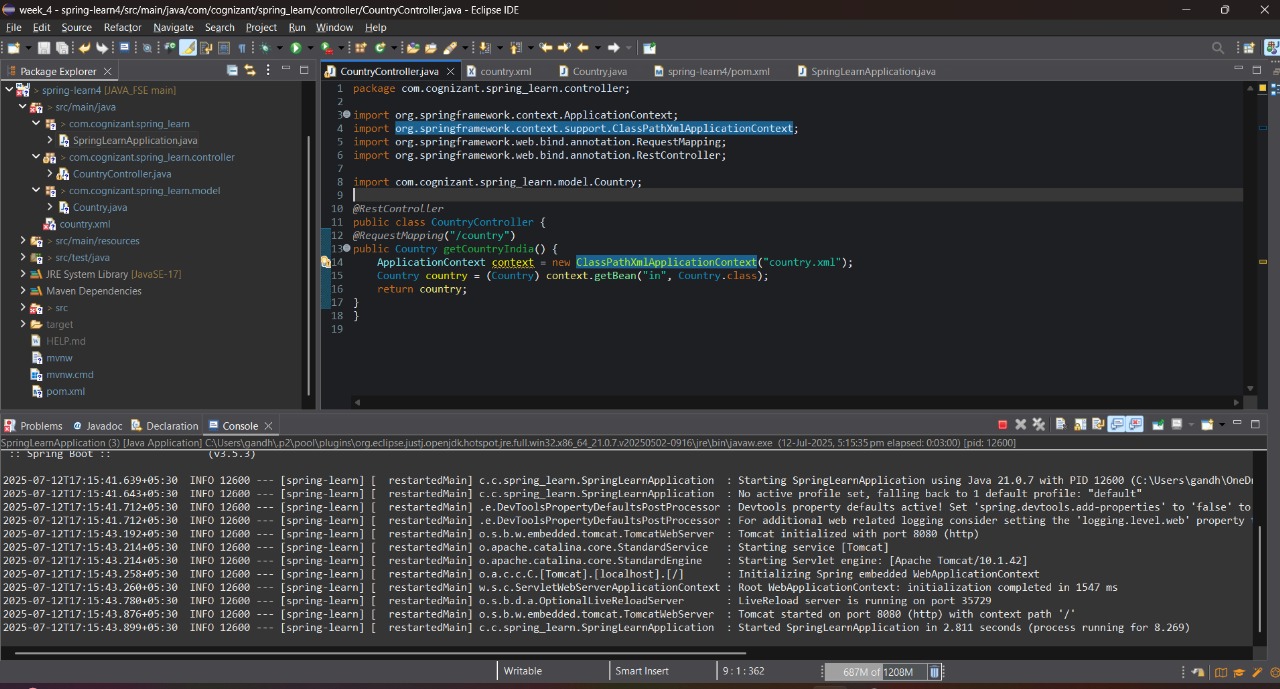 week_4 - spring-learn4/src/main/java/com/cognizant/spring_learn/controller/CountryController.java - Eclipse IDE
File Edit Source Refactor Navigate Search Project Run Window Help
Package Explorer
CountryController.java country.xml Country.java spring-learn4/pom.xml SpringLearnApplication.java
> spring-learn4 [JAVA_FSE main]
> src/main/java
> com.cognizant.spring_learn
SpringLearnApplication.java
> com.cognizant.spring_learn.controller
CountryController.java
> com.cognizant.spring_learn.model
Country.java
country.xml
> src/main/resources
> src/test/java
JRE System Library [JavaSE-17]
Maven Dependencies
> src
target
HELP.md
mvnw
mvnw.cmd
pom.xml
1 package com.cognizant.spring_learn.controller;
2
3 import org.springframework.context.ApplicationContext;
4 import org.springframework.context.support.ClassPathXmlApplicationContext;
5 import org.springframework.web.bind.annotation.RequestMapping;
6 import org.springframework.web.bind.annotation.RestController;
7
8 import com.cognizant.spring_learn.model.Country;
9
10 @RestController
11 public class CountryController {
12 @RequestMapping("/country")
13 public Country getCountryIndia() {
14 ApplicationContext context = new ClassPathXmlApplicationContext("country.xml");
15 Country country = (Country) context.getBean("in", Country.class);
16 return country;
17 }
18 }
19
Problems @ Javadoc Declaration Console
SpringLearnApplication (3) [Java Application] C:\Users\gandh\.p2\pool\plugins\org.eclipse.justj.openjdk.hotspot.jre.full.win32.x86_64_21.0.7.v20250502-0916\jre\bin\javaw.exe (12-Jul-2025, 5:15:35 pm elapsed: 0:03:00) [pid: 12600]
:: Spring Boot :: (v3.5.3)
2025-07-12T17:15:41.639+05:30 INFO 12600 --- [spring-learn] [ restartedMain] c.c.spring_learn.SpringLearnApplication : Starting SpringLearnApplication using Java 21.0.7 with PID 12600 (C:\Users\gandh\OneD
2025-07-12T17:15:41.643+05:30 INFO 12600 --- [spring-learn] [ restartedMain] c.c.spring_learn.SpringLearnApplication : No active profile set, falling back to 1 default profile: "default"
2025-07-12T17:15:41.712+05:30 INFO 12600 --- [spring-learn] [ restartedMain] .e.DevToolsPropertyDefaultsPostProcessor : Devtools property defaults active! Set 'spring.devtools.add-properties' to 'false' to
2025-07-12T17:15:41.712+05:30 INFO 12600 --- [spring-learn] [ restartedMain] .e.DevToolsPropertyDefaultsPostProcessor : For additional web related logging consider setting the 'logging.level.web' property
2025-07-12T17:15:43.192+05:30 INFO 12600 --- [spring-learn] [ restartedMain] o.s.b.w.embedded.tomcat.TomcatWebServer : Tomcat initialized with port 8080 (http)
2025-07-12T17:15:43.214+05:30 INFO 12600 --- [spring-learn] [ restartedMain] o.apache.catalina.core.StandardService : Starting service [Tomcat]
2025-07-12T17:15:43.214+05:30 INFO 12600 --- [spring-learn] [ restartedMain] o.apache.catalina.core.StandardEngine : Starting Servlet engine: [Apache Tomcat/10.1.42]
2025-07-12T17:15:43.258+05:30 INFO 12600 --- [spring-learn] [ restartedMain] o.a.c.c.C.[Tomcat].[localhost].[/] : Initializing Spring embedded WebApplicationContext
2025-07-12T17:15:43.260+05:30 INFO 12600 --- [spring-learn] [ restartedMain] w.s.c.ServletWebServerApplicationContext : Root WebApplicationContext: initialization completed in 1547 ms
2025-07-12T17:15:43.780+05:30 INFO 12600 --- [spring-learn] [ restartedMain] o.s.b.d.a.OptionalLiveReloadServer : LiveReload server is running on port 35729
2025-07-12T17:15:43.876+05:30 INFO 12600 --- [spring-learn] [ restartedMain] o.s.b.w.embedded.tomcat.TomcatWebServer : Tomcat started on port 8080 (http) with context path '/'
2025-07-12T17:15:43.899+05:30 INFO 12600 --- [spring-learn] [ restartedMain] c.c.spring_learn.SpringLearnApplication : Started SpringLearnApplication in 2.811 seconds (process running for 8.269)
Writable Smart Insert 9 : 1 : 362 687M of 1208M